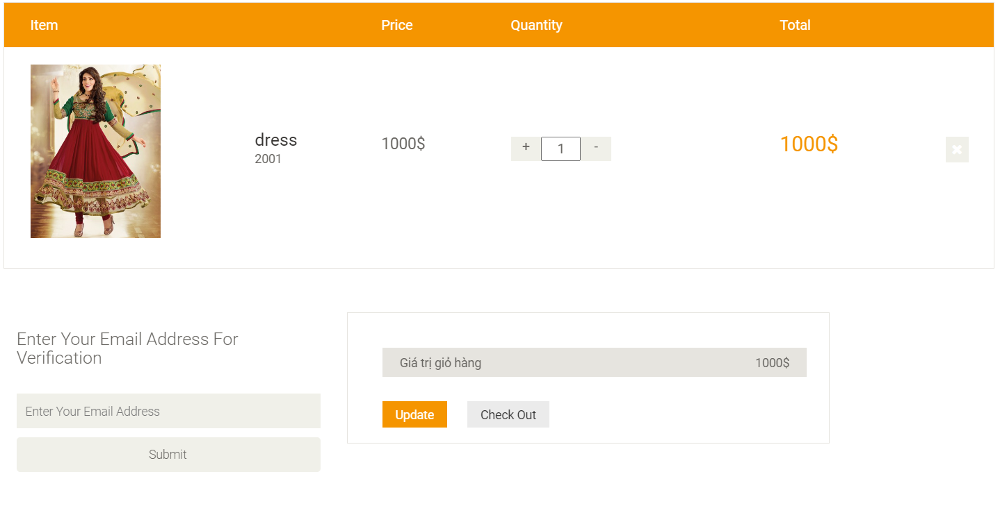 Item Price Quantity Total
dress 1000$ + 1 - 1000$
2001
Enter Your Email Address For
Verification
Enter Your Email Address
Submit
Giá trị giỏ hàng 1000$
Update Check Out